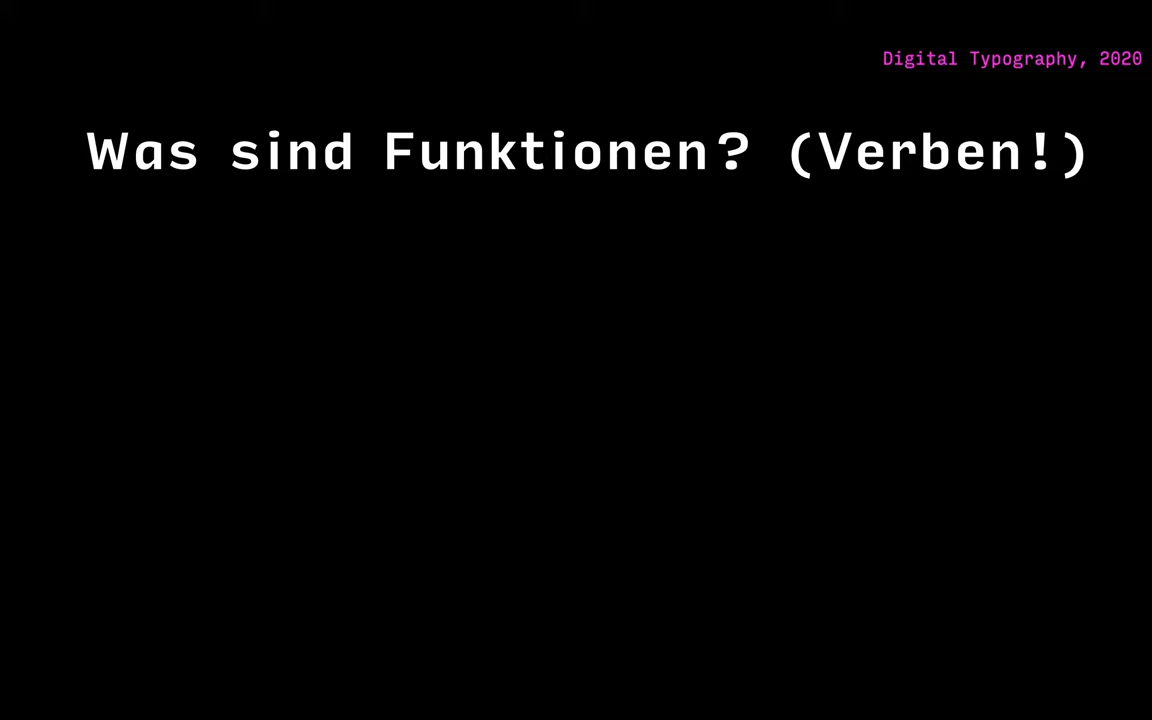 Digital Typography, 2020
Was sind Funktionen? (Verben!)